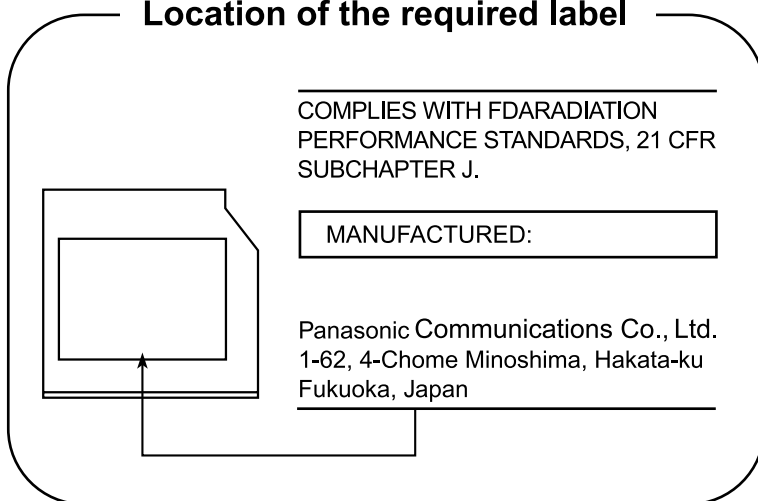 Location of the required label
COMPLIES WITH FDARADIATION
PERFORMANCE STANDARDS, 21 CFR
SUBCHAPTER J.
MANUFACTURED:
Panasonic Communications Co., Ltd.
1-62, 4-Chome Minoshima, Hakata-ku
Fukuoka, Japan